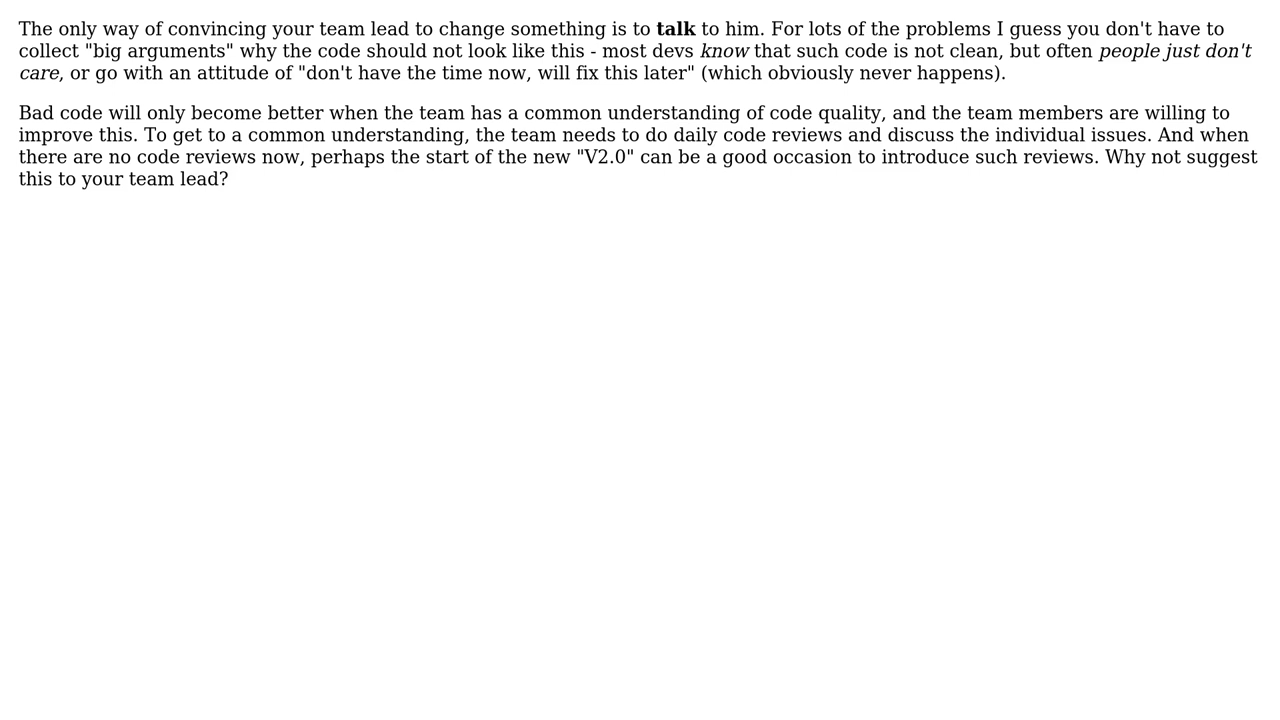 The only way of convincing your team lead to change something is to talk to him. For lots of the problems I guess you don't have to
collect "big arguments" why the code should not look like this - most devs know that such code is not clean, but often people just don't
care, or go with an attitude of "don't have the time now, will fix this later" (which obviously never happens).
Bad code will only become better when the team has a common understanding of code quality, and the team members are willing to
improve this. To get to a common understanding, the team needs to do daily code reviews and discuss the individual issues. And when
there are no code reviews now, perhaps the start of the new "V2.0" can be a good occasion to introduce such reviews. Why not suggest
this to your team lead?